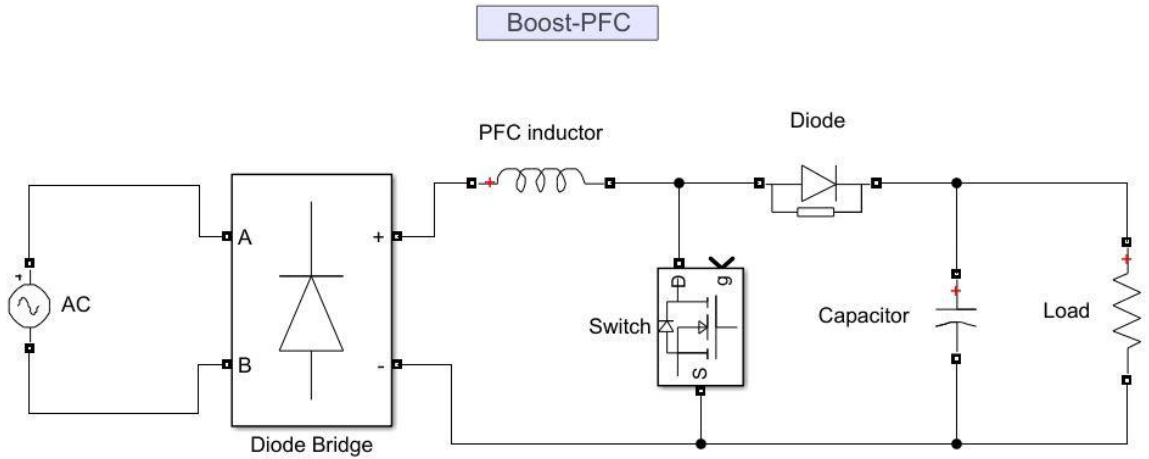 Boost-PFC
PFC inductor
Diode
A
+
AC
D
g
Switch
S
Capacitor
Load
B
-
Diode Bridge